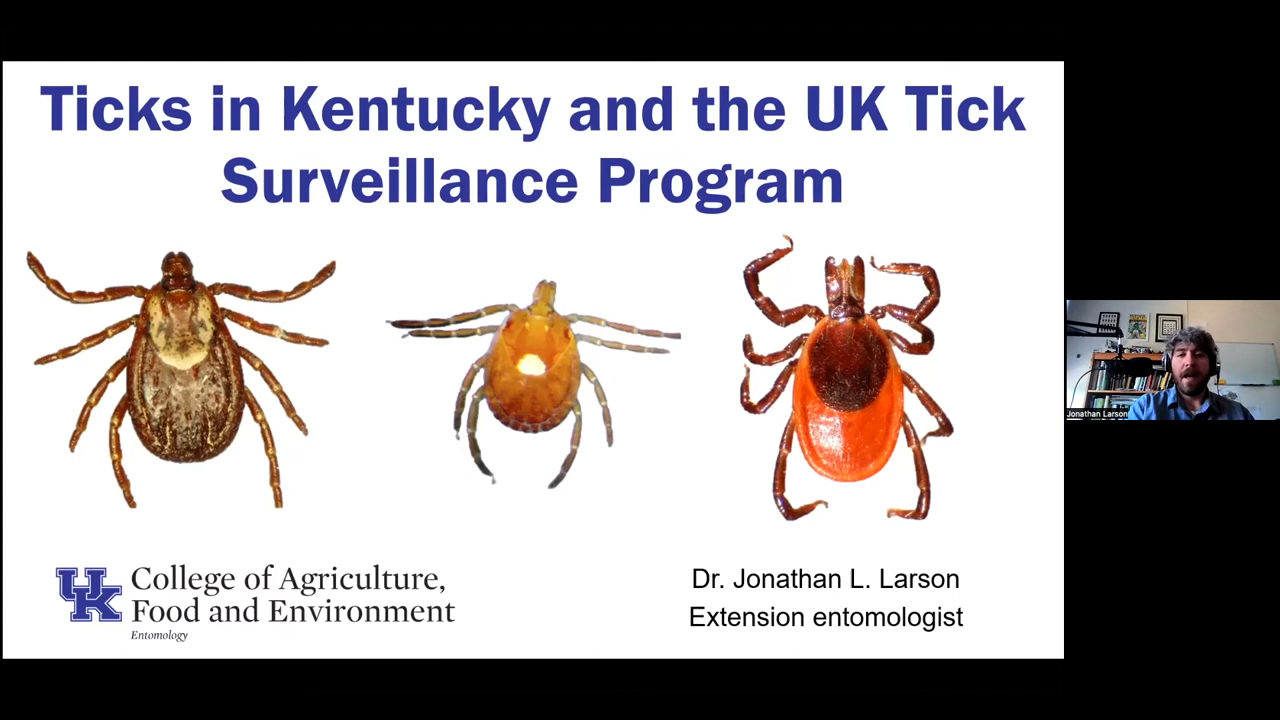 Ticks in Kentucky and the UK Tick
Surveillance Program
UK
College of Agriculture,
Food and Environment
Entomology
Dr. Jonathan L. Larson
Extension entomologist
Jonathan Larson